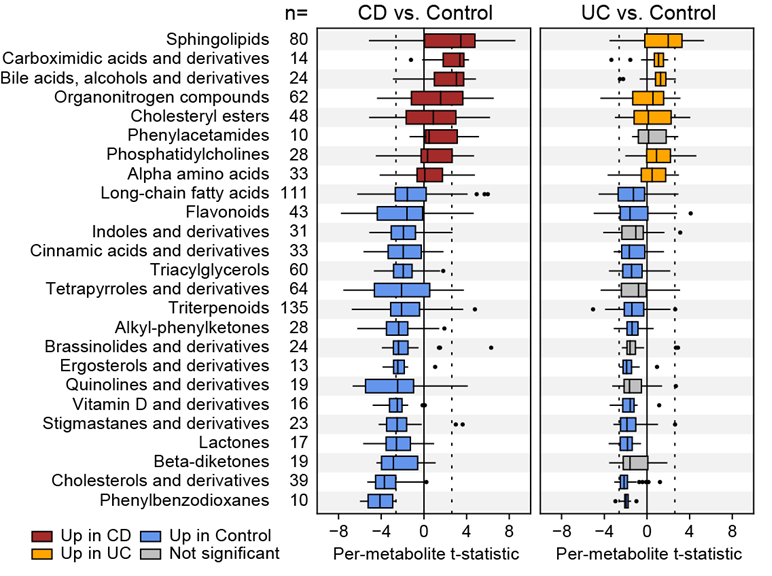 n= CD vs. Control UC vs. Control
Sphingolipids 80
Carboximidic acids and derivatives 14
Bile acids, alcohols and derivatives 24
Organonitrogen compounds 62
Cholesteryl esters 48
Phenylacetamides 10
Phosphatidylcholines 28
Alpha amino acids 33
Long-chain fatty acids 111
Flavonoids 43
Indoles and derivatives 31
Cinnamic acids and derivatives 33
Triacylglycerols 60
Tetrapyrroles and derivatives 64
Triterpenoids 135
Alkyl-phenylketones 28
Brassinolides and derivatives 24
Ergosterols and derivatives 13
Quinolines and derivatives 19
Vitamin D and derivatives 16
Stigmastanes and derivatives 23
Lactones 17
Beta-diketones 19
Cholesterols and derivatives 39
Phenylbenzodioxanes 10
−8 −4 0 4 8 −8 −4 0 4 8
Up in CD Up in Control
Up in UC Not significant
Per-metabolite t-statistic Per-metabolite t-statistic